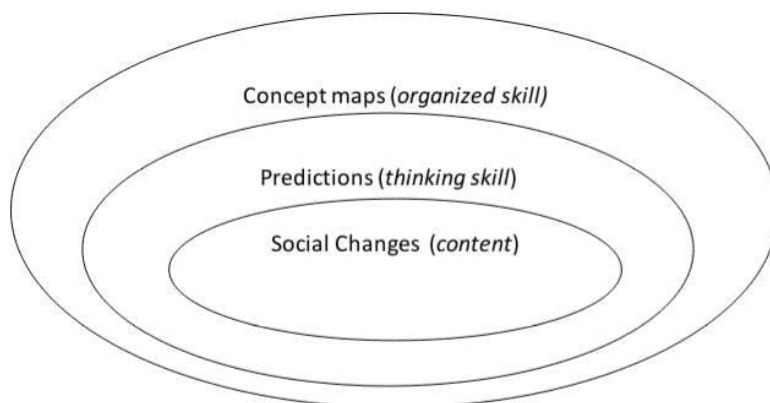 Concept maps (organized skill)
Predictions (thinking skill)
Social Changes (content)